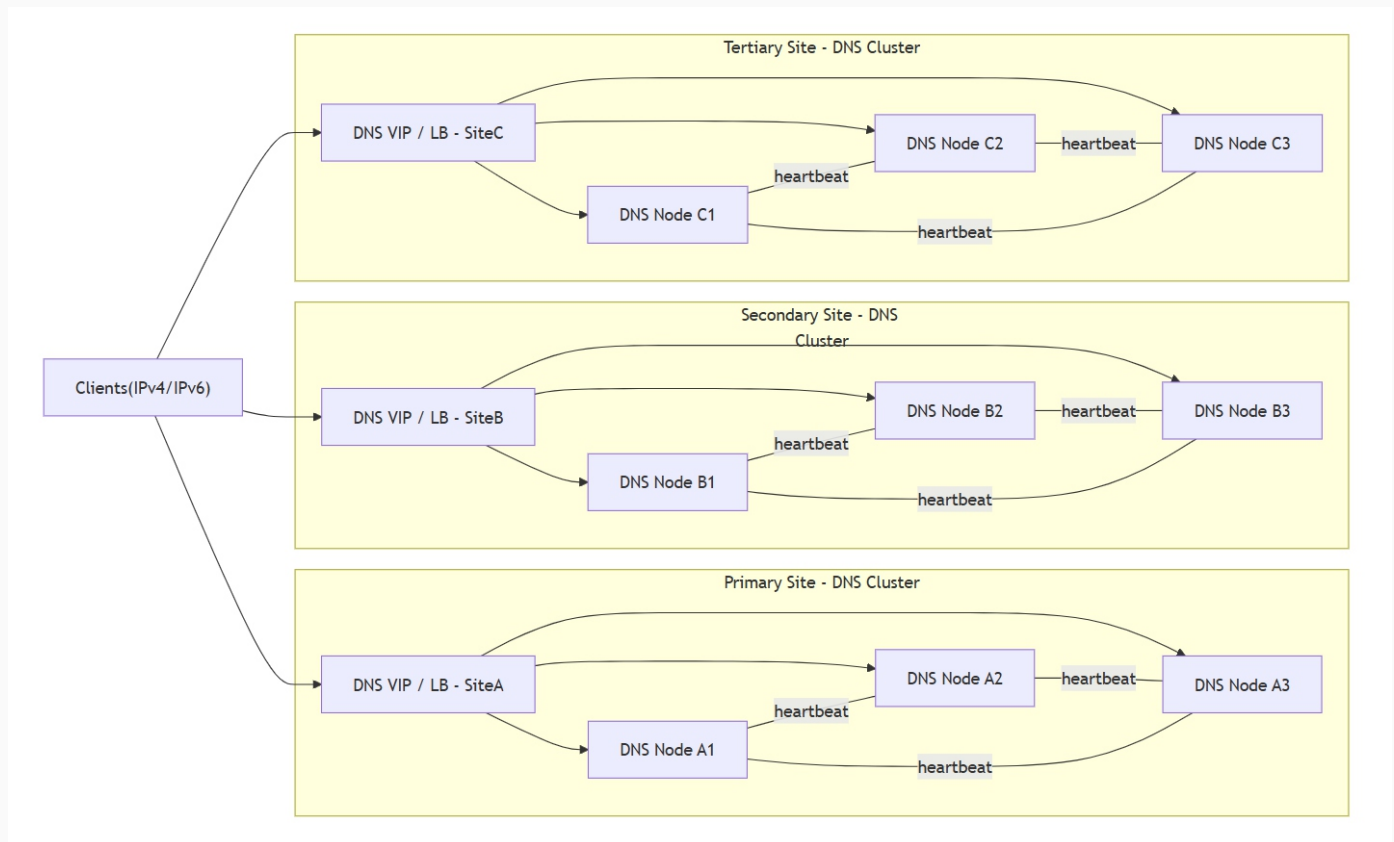 Tertiary Site - DNS Cluster
DNS VIP / LB - SiteC
DNS Node C2
heartbeat
DNS Node C3
heartbeat
DNS Node C1
heartbeat
Secondary Site - DNS
Cluster
Clients(IPv4/IPv6)
DNS VIP / LB - SiteB
DNS Node B2
heartbeat
DNS Node B3
heartbeat
DNS Node B1
heartbeat
Primary Site - DNS Cluster
DNS VIP / LB - SiteA
DNS Node A2
heartbeat
DNS Node A3
heartbeat
DNS Node A1
heartbeat